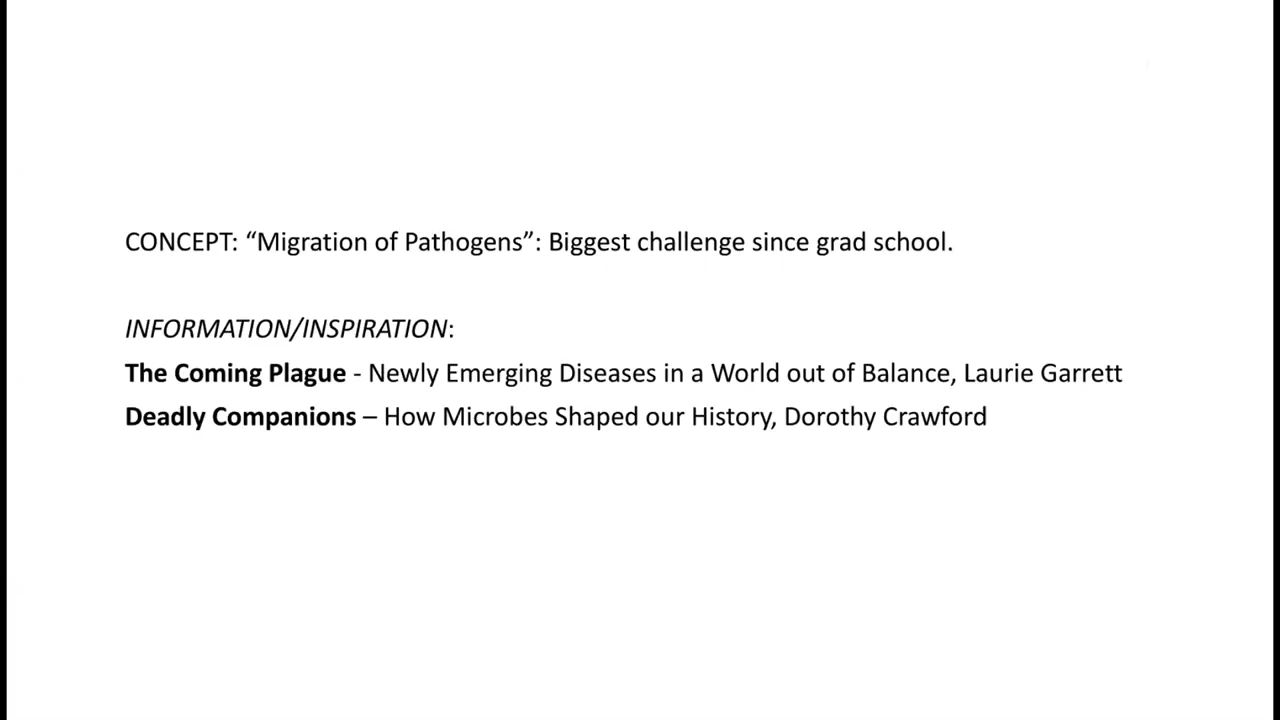 CONCEPT: “Migration of Pathogens”: Biggest challenge since grad school.
INFORMATION/INSPIRATION:
The Coming Plague - Newly Emerging Diseases in a World out of Balance, Laurie Garrett
Deadly Companions – How Microbes Shaped our History, Dorothy Crawford